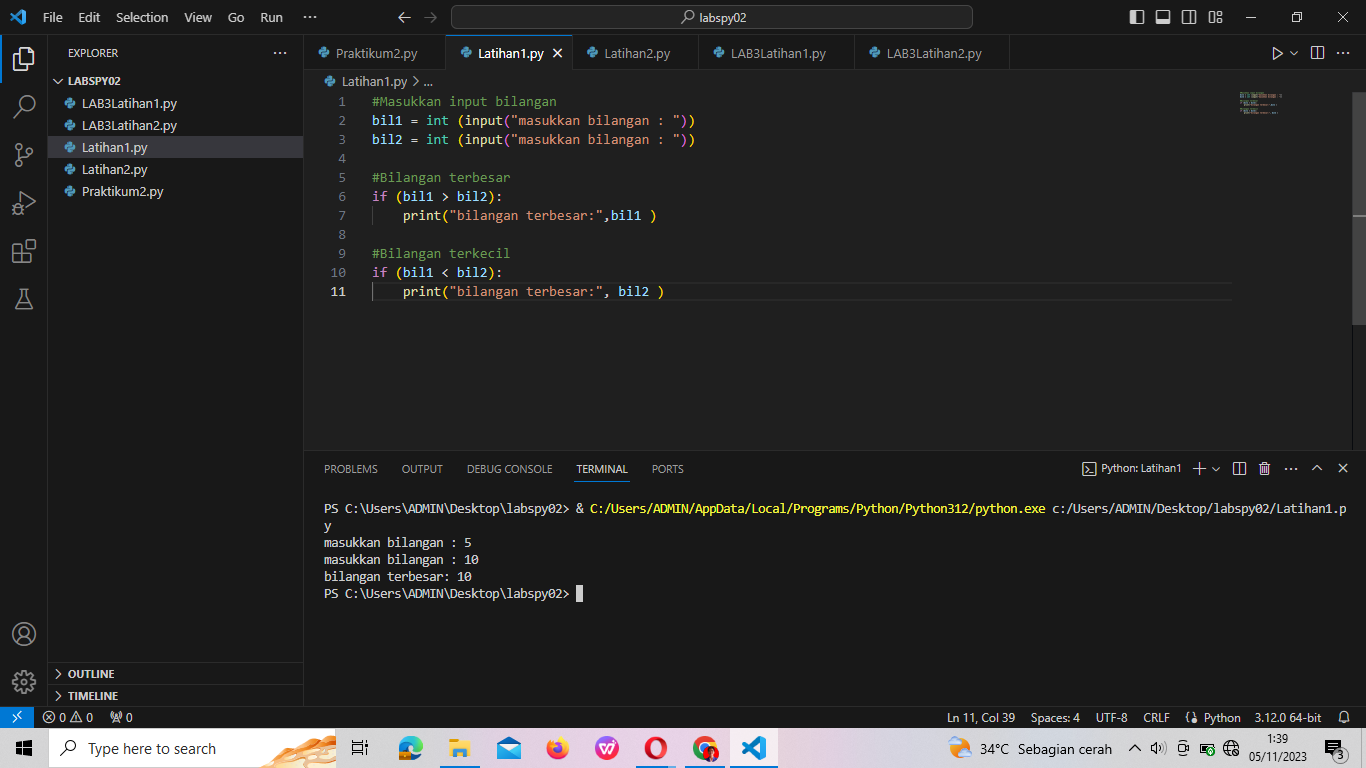 File Edit Selection View Go Run ··· labspy02
EXPLORER ···
LABSPY02
LAB3Latihan1.py
LAB3Latihan2.py
Latihan1.py
Latihan2.py
Praktikum2.py
OUTLINE
TIMELINE
Praktikum2.py Latihan1.py Latihan2.py LAB3Latihan1.py LAB3Latihan2.py
Latihan1.py > ...
1 #Masukkan input bilangan
2 bil1 = int (input("masukkan bilangan : "))
3 bil2 = int (input("masukkan bilangan : "))
4
5 #Bilangan terbesar
6 if (bil1 > bil2):
7     print("bilangan terbesar:",bil1 )
8
9 #Bilangan terkecil
10 if (bil1 < bil2):
11     print("bilangan terbesar:", bil2 )
PROBLEMS OUTPUT DEBUG CONSOLE TERMINAL PORTS Python: Latihan1
PS C:\Users\ADMIN\Desktop\labspy02> & C:/Users/ADMIN/AppData/Local/Programs/Python/Python312/python.exe c:/Users/ADMIN/Desktop/labspy02/Latihan1.p
y
masukkan bilangan : 5
masukkan bilangan : 10
bilangan terbesar: 10
PS C:\Users\ADMIN\Desktop\labspy02>
0 0 0 Ln 11, Col 39 Spaces: 4 UTF-8 CRLF Python 3.12.0 64-bit
Type here to search 34°C Sebagian cerah 1:39
05/11/2023 3